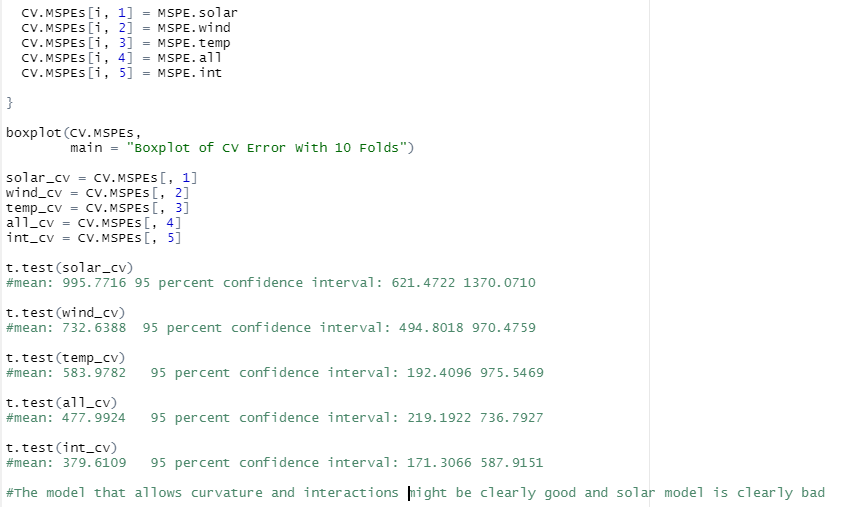 CV.MSPEs[i, 1] = MSPE.solar
CV.MSPEs[i, 2] = MSPE.wind
CV.MSPEs[i, 3] = MSPE.temp
CV.MSPEs[i, 4] = MSPE.all
CV.MSPEs[i, 5] = MSPE.int
}
boxplot(CV.MSPEs,
main = "Boxplot of CV Error With 10 Folds")
solar_cv = CV.MSPEs[, 1]
wind_cv = CV.MSPEs[, 2]
temp_cv = CV.MSPEs[, 3]
all_cv = CV.MSPEs[, 4]
int_cv = CV.MSPEs[, 5]
t.test(solar_cv)
#mean: 995.7716 95 percent confidence interval: 621.4722 1370.0710
t.test(wind_cv)
#mean: 732.6388  95 percent confidence interval: 494.8018 970.4759
t.test(temp_cv)
#mean: 583.9782   95 percent confidence interval: 192.4096 975.5469
t.test(all_cv)
#mean: 477.9924   95 percent confidence interval: 219.1922 736.7927
t.test(int_cv)
#mean: 379.6109   95 percent confidence interval: 171.3066 587.9151
#The model that allows curvature and interactions might be clearly good and solar model is clearly bad